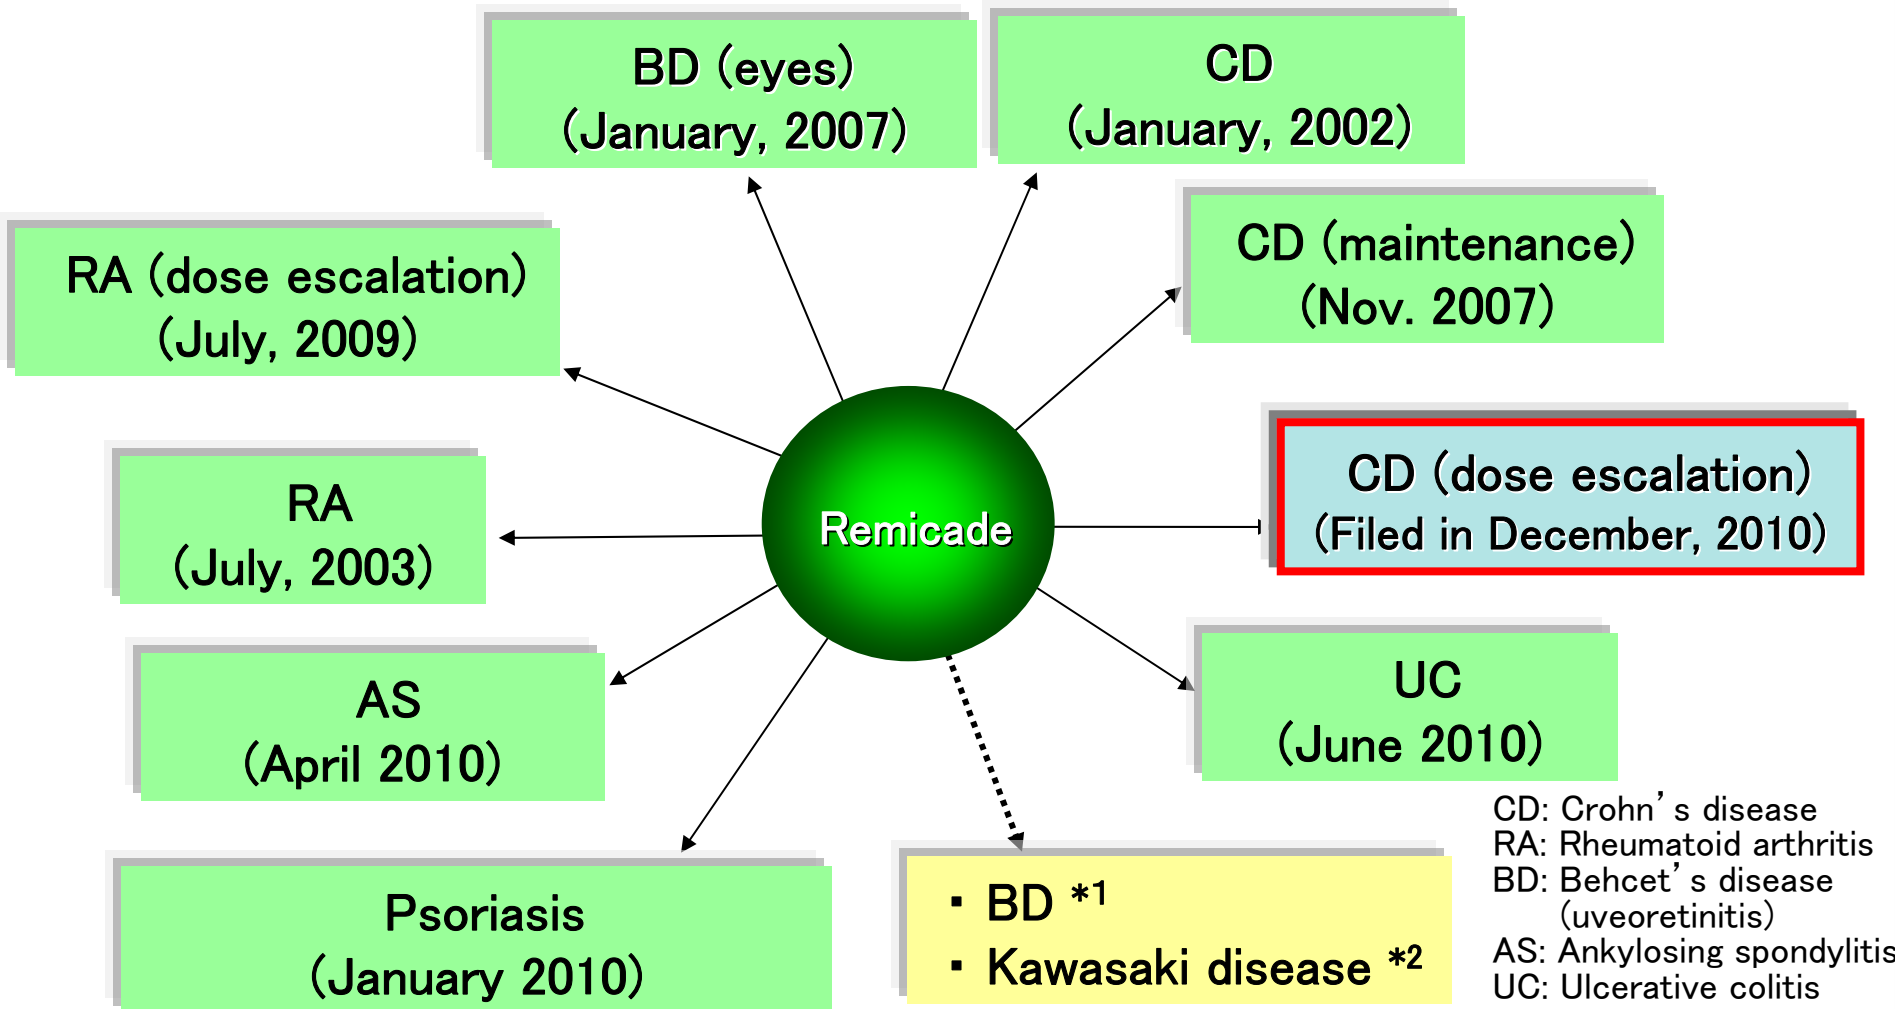 BD (eyes)
(January, 2007)
CD
(January, 2002)
CD (maintenance)
(Nov. 2007)
RA (dose escalation)
(July, 2009)
CD (dose escalation)
(Filed in December, 2010)
RA
(July, 2003)
Remicade
AS
(April 2010)
UC
(June 2010)
Psoriasis
(January 2010)
・BD *1
・Kawasaki disease *2
CD: Crohn’s disease
RA: Rheumatoid arthritis
BD: Behcet’s disease
(uveoretinitis)
AS: Ankylosing spondylitis
UC: Ulcerative colitis